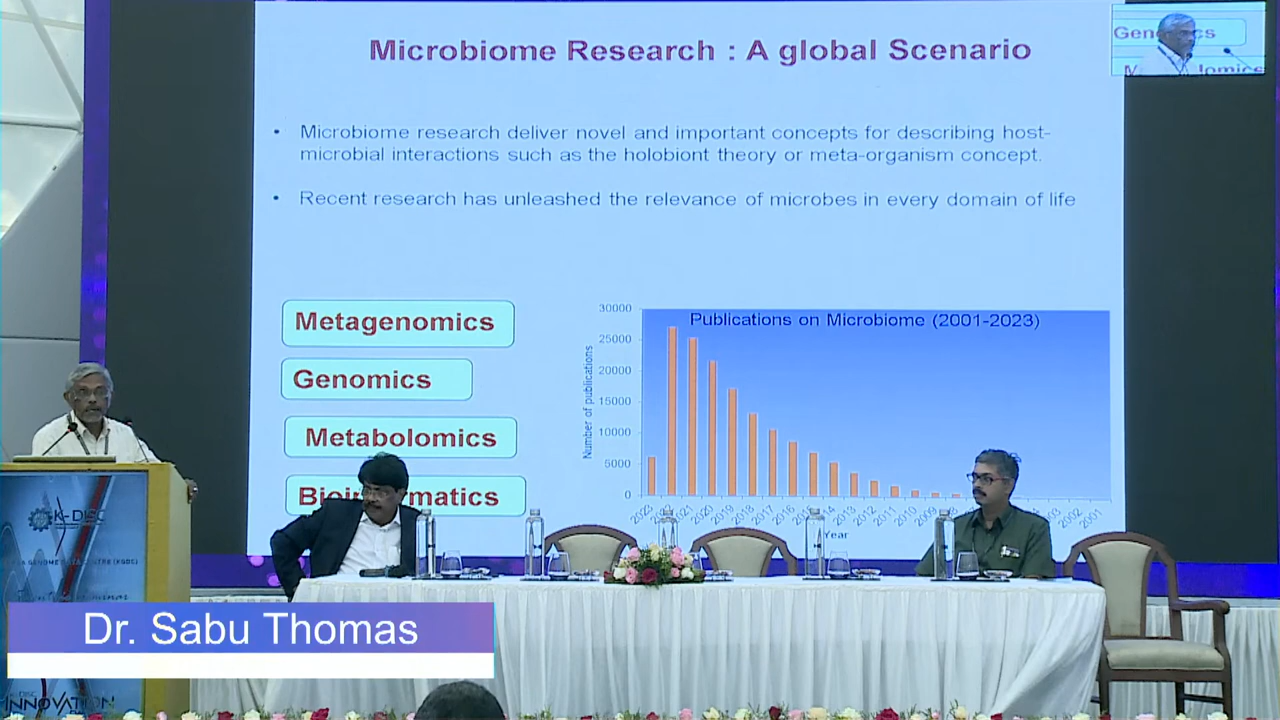 Microbiome Research : A global Scenario
• Microbiome research deliver novel and important concepts for describing host-
microbial interactions such as the holobiont theory or meta-organism concept.
• Recent research has unleashed the relevance of microbes in every domain of life
Metagenomics
Genomics
Metabolomics
Publications on Microbiome (2001-2023)
Number of publications
30000
25000
20000
15000
10000
5000
0
2023
2021
2020
2019
2018
2017
2016
2015
2014
2013
2012
2011
2010
2009
2002
2001
Year
K-DISC
Dr. Sabu Thomas
INNOVATION